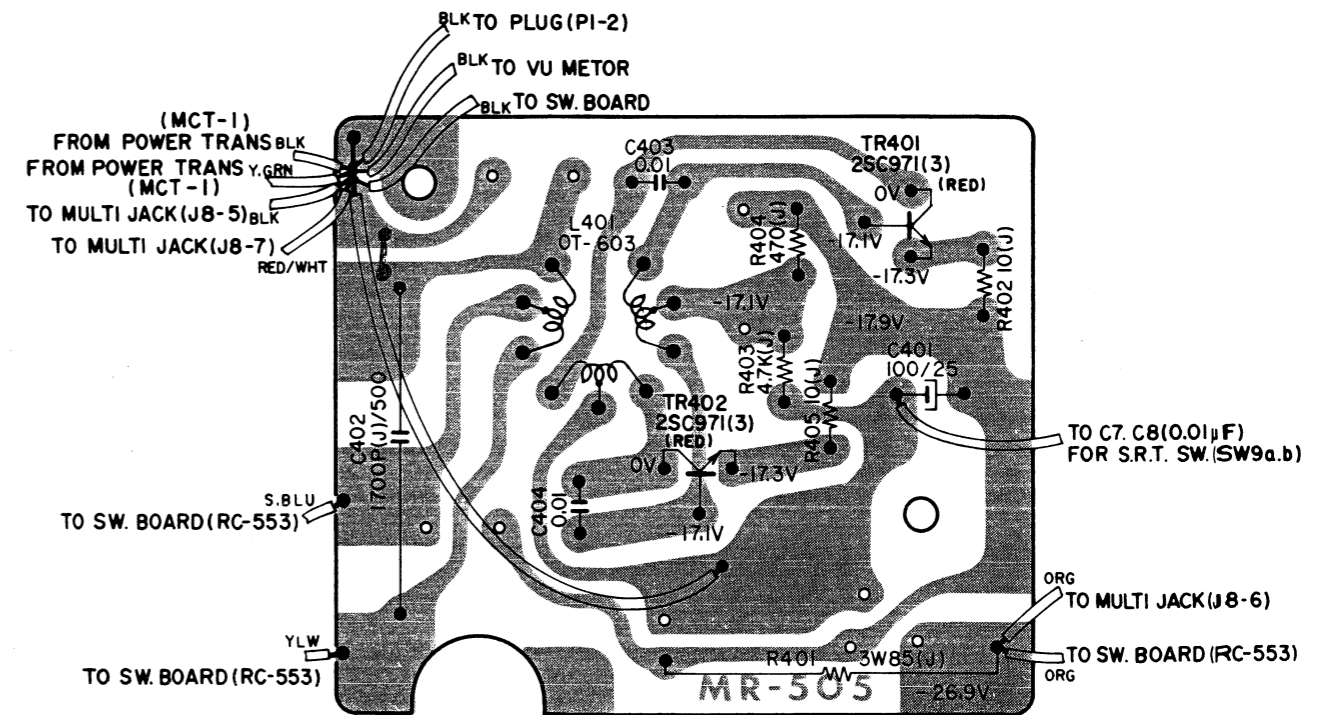 BLK TO PLUG(P1-2)
BLK TO VU METOR
BLK TO SW. BOARD
(MCT-1)
FROM POWER TRANS BLK
FROM POWER TRANS Y.GRN
(MCT-1)
TO MULTI JACK(J8-5) BLK
TO MULTI JACK(J8-7)
RED/WHT
C403
0.01
TR401
2SC971(3)
0V
(RED)
L401
OT-603
R404
470(J)
-17.1V
-17.3V
R402 10(J)
-17.1V
-17.9V
R403
4.7K(J)
C401
100/25
R405 10(J)
TR402
2SC971(3)
(RED)
0V
-17.3V
-17.1V
C402
1700P(J)/500
C404
0.01
TO C7. C8(0.01µF)
FOR S.R.T. SW.(SW9a.b)
S.BLU
TO SW. BOARD(RC-553)
ORG
TO MULTI JACK(J8-6)
YLW
TO SW. BOARD(RC-553)
TO SW. BOARD(RC-553)
ORG
R401 3W85(J)
MR-505
-26.9V